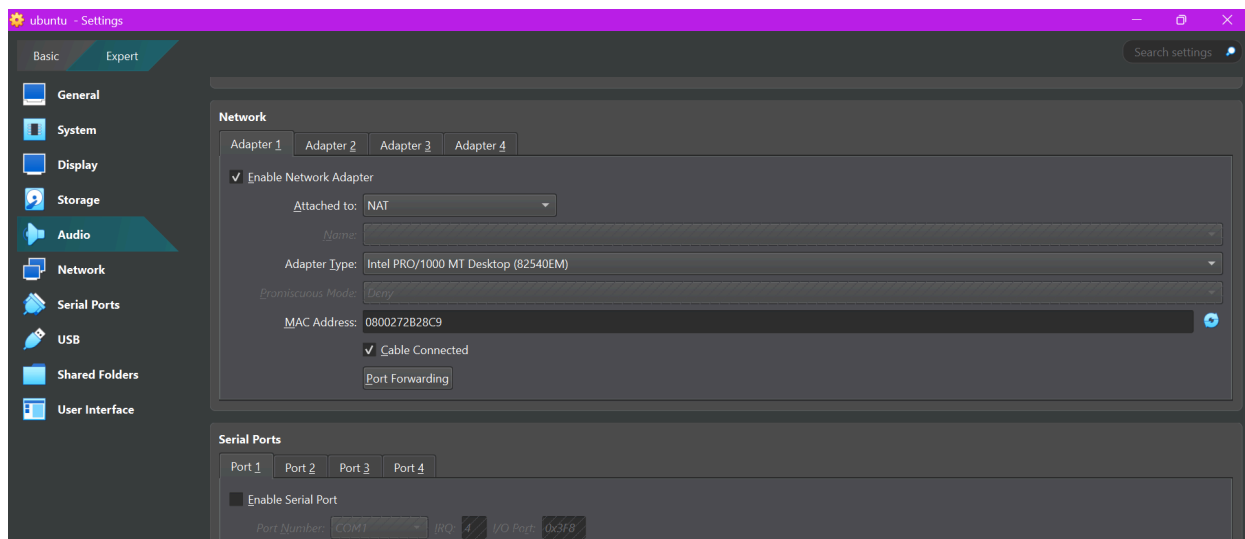 ubuntu - Settings
Basic Expert
Search settings
General
System
Display
Storage
Audio
Network
Serial Ports
USB
Shared Folders
User Interface
Network
Adapter 1 Adapter 2 Adapter 3 Adapter 4
Enable Network Adapter
Attached to: NAT
Name:
Adapter Type: Intel PRO/1000 MT Desktop (82540EM)
Promiscuous Mode: Deny
MAC Address: 0800272B28C9
Cable Connected
Port Forwarding
Serial Ports
Port 1 Port 2 Port 3 Port 4
Enable Serial Port
Port Number: COM1 IRQ: 4 I/O Port: 0x3F8